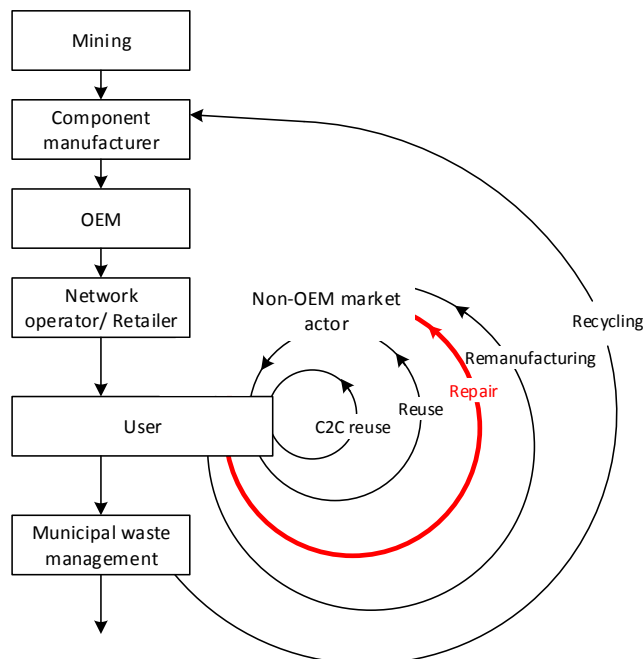 Mining
Component
manufacturer
OEM
Network
operator/ Retailer
Non-OEM market
actor
Recycling
Remanufacturing
Repair
Reuse
C2C reuse
User
Municipal waste
management